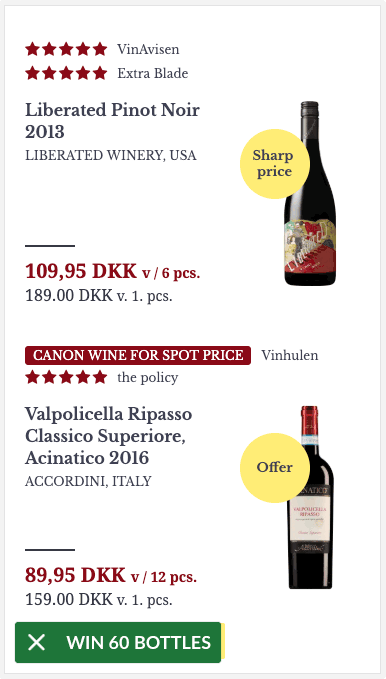 VinAvisen
Extra Blade
Liberated Pinot Noir
2013
LIBERATED WINERY, USA
Sharp
price
109,95 DKK v / 6 pcs.
189.00 DKK v. 1. pcs.
CANON WINE FOR SPOT PRICE Vinhulen
the policy
Valpolicella Ripasso
Classico Superiore,
Acinatico 2016
ACCORDINI, ITALY
Offer
VALPOLICELLA
RIPASSO
89,95 DKK v / 12 pcs.
159.00 DKK v. 1. pcs.
WIN 60 BOTTLES